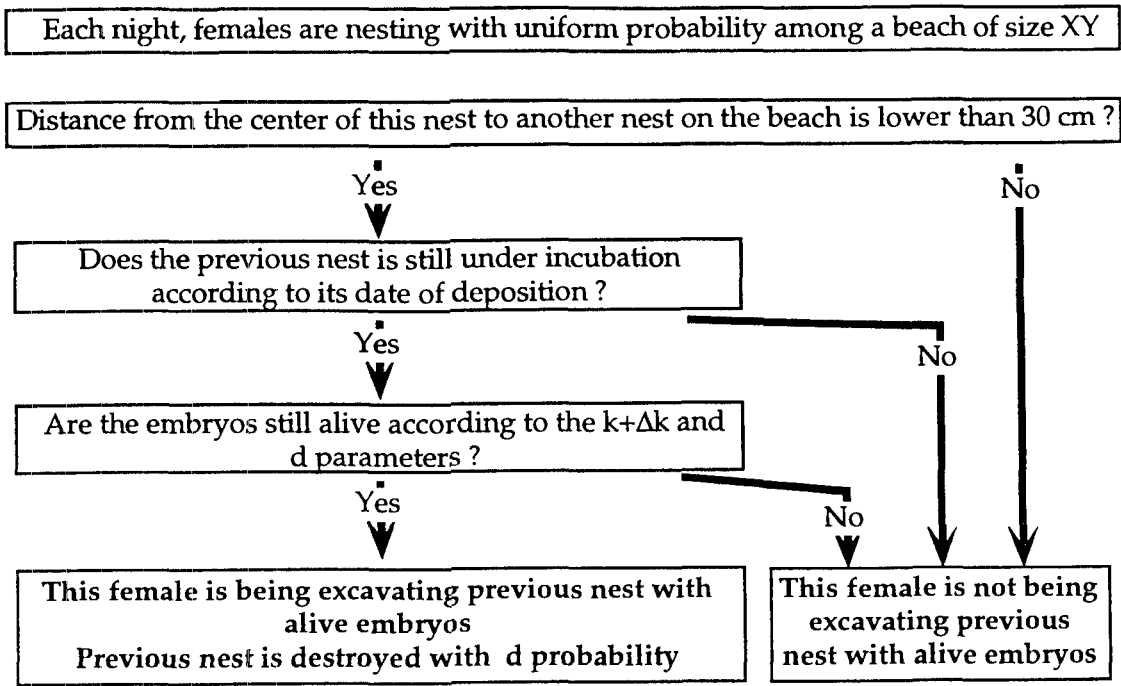 Each night, females are nesting with uniform probability among a beach of size XY
Distance from the center of this nest to another nest on the beach is lower than 30 cm ?
Yes
No
Does the previous nest is still under incubation
according to its date of deposition ?
Yes
No
Are the embryos still alive according to the k+Δk and
d parameters ?
Yes
No
This female is being excavating previous nest with
alive embryos
Previous nest is destroyed with d probability
This female is not being
excavating previous
nest with alive embryos